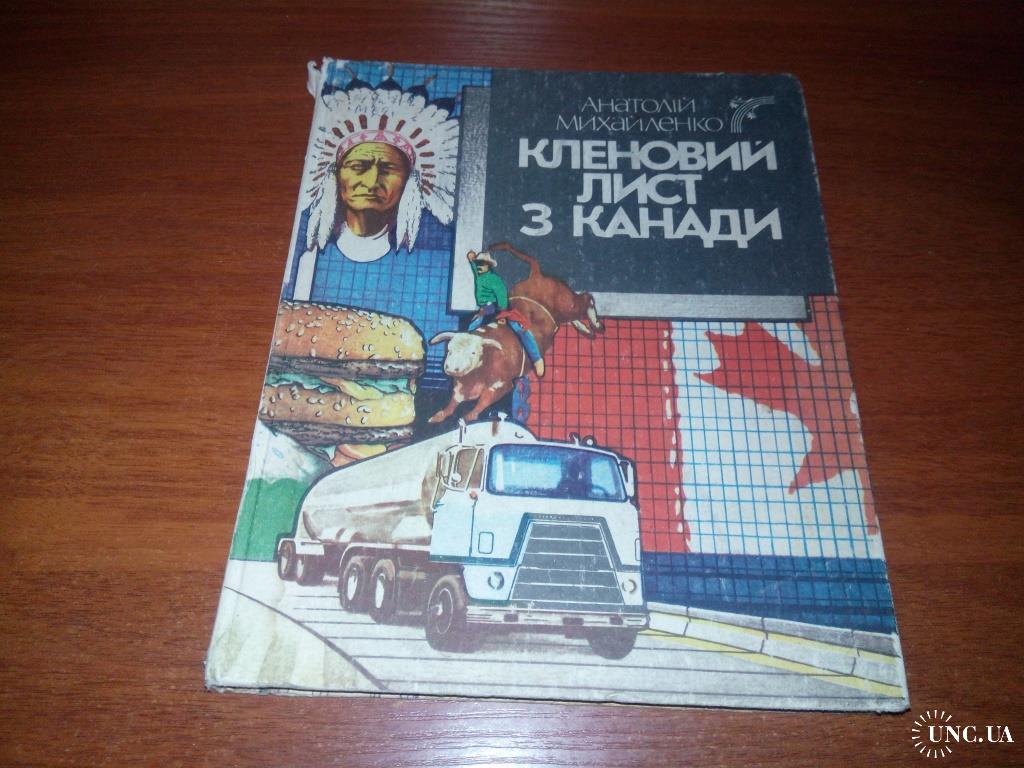 Анатолій
Михайленко
КЛЕНОВИЙ
ЛИСТ
З КАНАДИ
UNC.UA